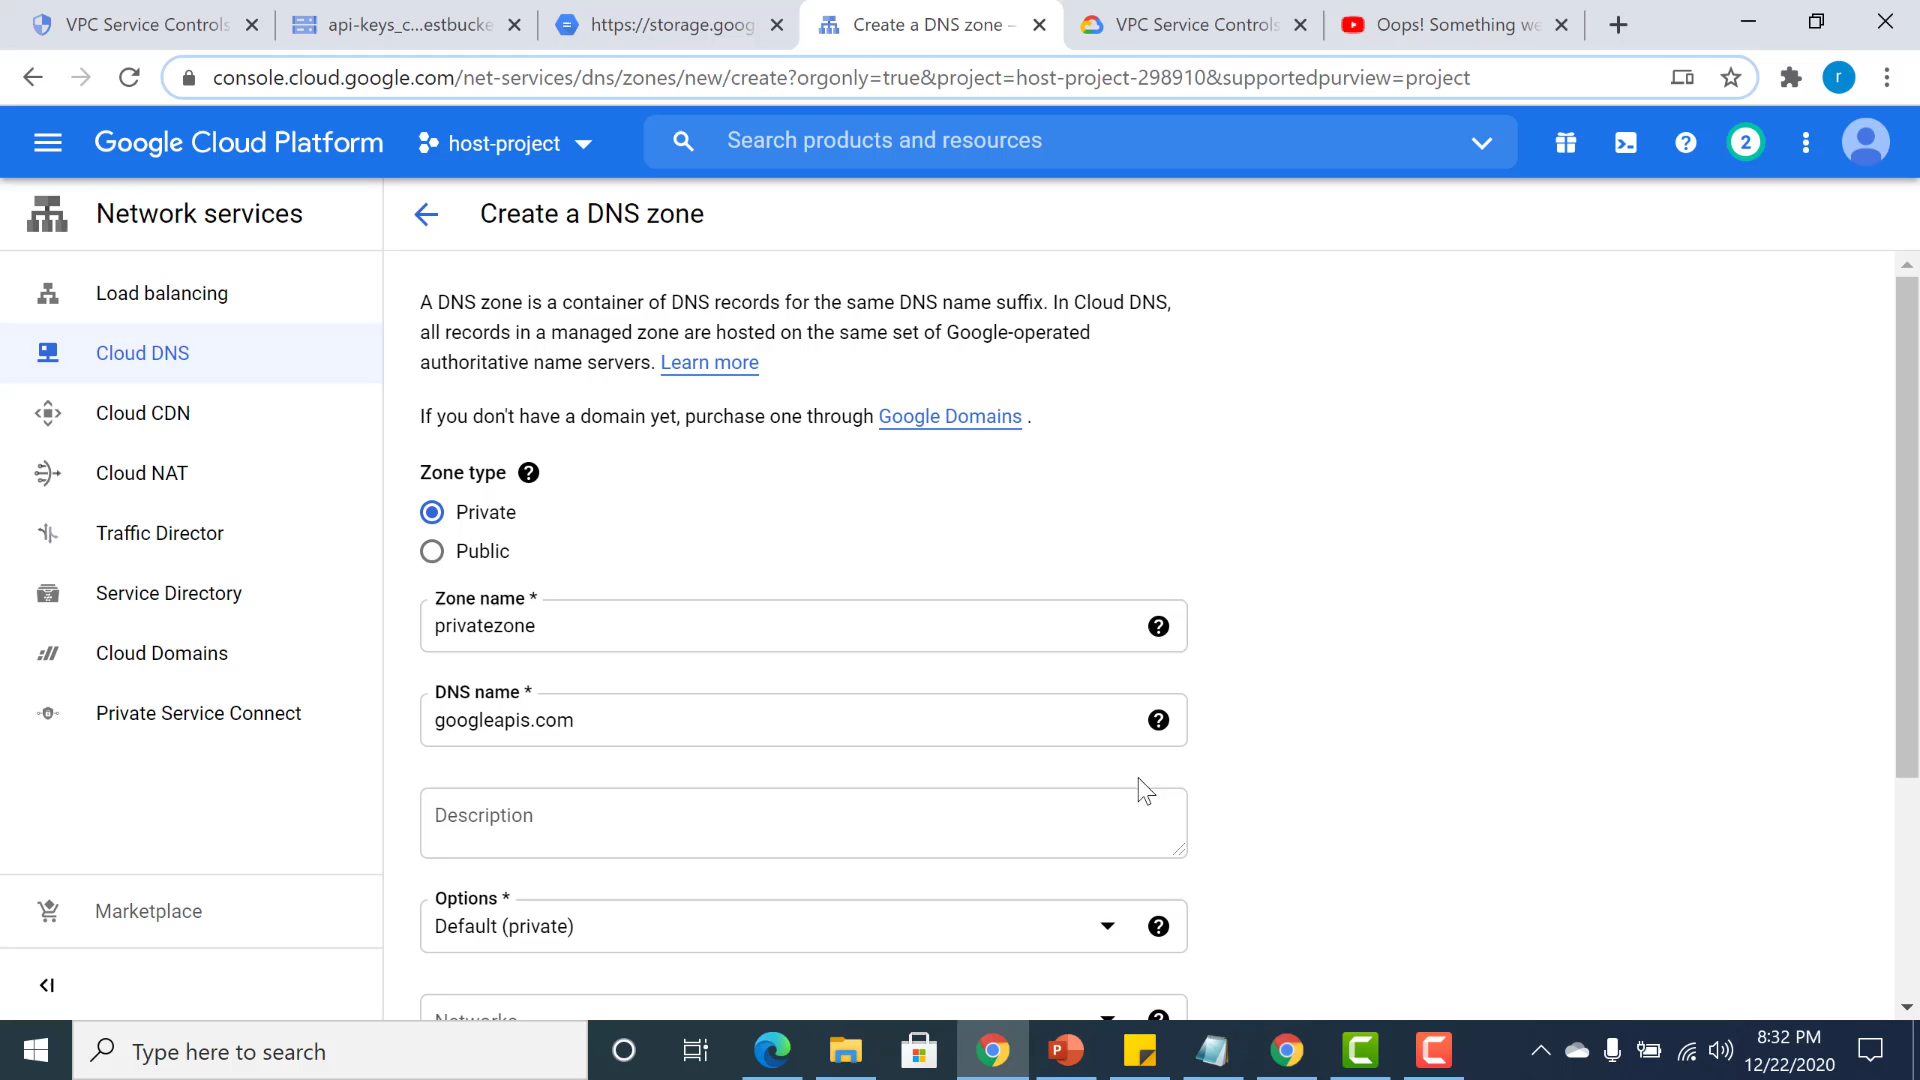 VPC Service Controls
api-keys_c...estbucke
https://storage.goog
Create a DNS zone -
VPC Service Controls
Oops! Something we
console.cloud.google.com/net-services/dns/zones/new/create?orgonly=true&project=host-project-298910&supportedpurview=project
r
Google Cloud Platform
host-project
Search products and resources
2
Network services
Create a DNS zone
Load balancing
Cloud DNS
Cloud CDN
Cloud NAT
Traffic Director
Service Directory
Cloud Domains
Private Service Connect
Marketplace
A DNS zone is a container of DNS records for the same DNS name suffix. In Cloud DNS,
all records in a managed zone are hosted on the same set of Google-operated
authoritative name servers. Learn more
If you don't have a domain yet, purchase one through Google Domains .
Zone type
Private
Public
Zone name *
privatezone
DNS name *
googleapis.com
Description
Options *
Default (private)
Networks
Type here to search
8:32 PM
12/22/2020